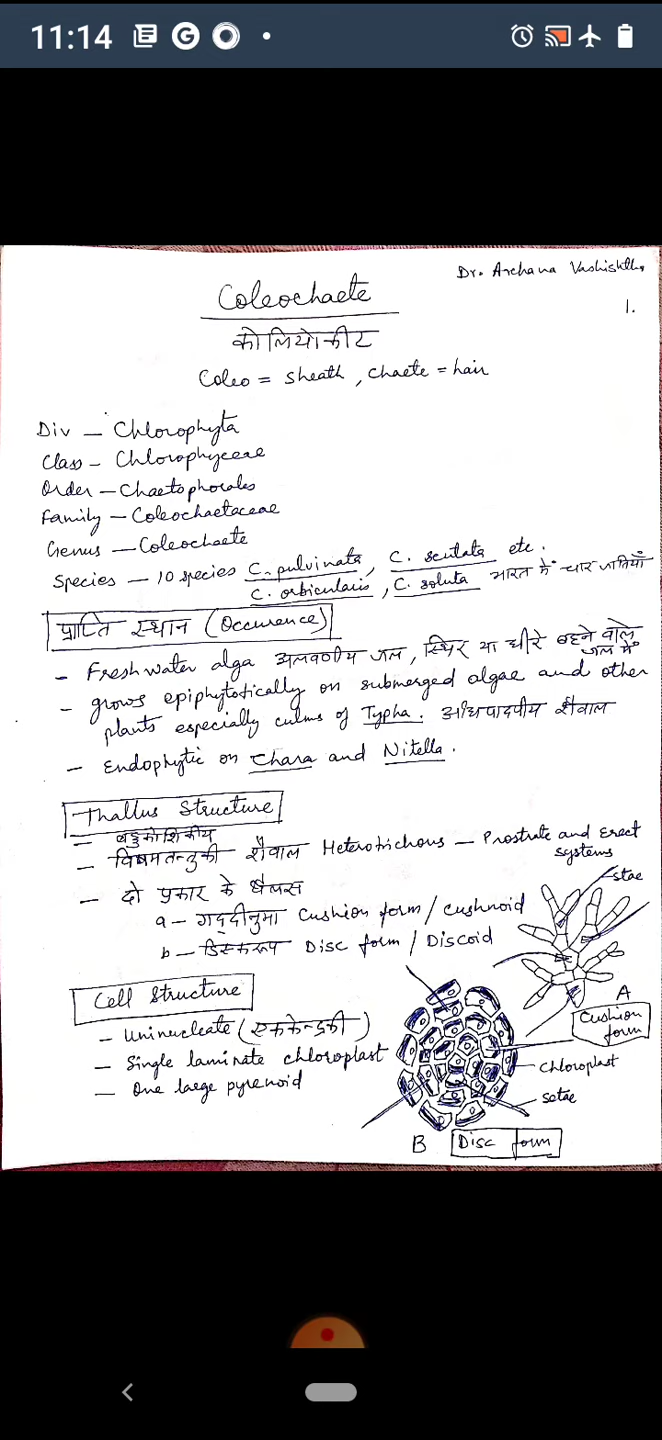 11:14
Dr. Archana Vashishtha
1.
Coleochaete
कोलियोकीट
Coleo = sheath, chaete = hair
Div — Chlorophyta
Class — Chlorophyceae
Order — Chaetophorales
Family — Coleochaetaceae
Genus — Coleochaete
Species — 10 species C. pulvinata, C. scutata etc.
C. orbicularis, C. soluta भारत में चार जातियाँ
प्राप्ति स्थान (Occurence)
- Fresh water alga अलवणीय जल, स्थिर या धीरे बहने वाले जल में
- grows epiphytotically on submerged algae and other
plants especially culms of Typha. अधिपादपीय शैवाल
- Endophytic on Chara and Nitella.
Thallus Structure
- बहुकोशिकीय
- विषमतन्तुकी शैवाल Heterotrichous — Prostrate and Erect systems
- दो प्रकार के थैलस
a - गद्दीनुमा Cushion form / cushnoid
b - डिस्करूप Disc form / Discoid
stae
A
Cushion form
Cell Structure
- Uninucleate (एककेन्द्रकी)
- Single laminate chloroplast
- One large pyrenoid
chloroplast
setae
B Disc form